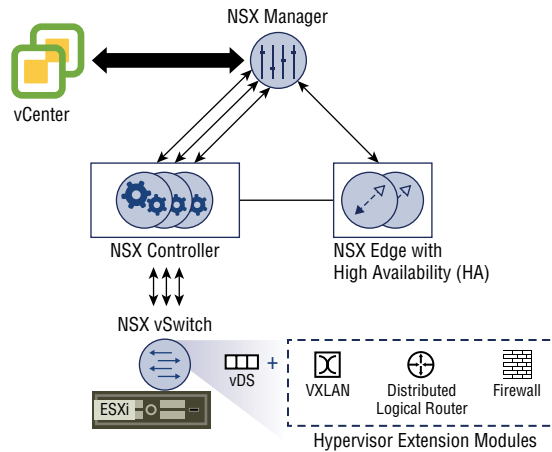 NSX Manager
vCenter
NSX Controller
NSX Edge with
High Availability (HA)
NSX vSwitch
vDS
+
VXLAN
Distributed
Logical Router
Firewall
ESXi
Hypervisor Extension Modules